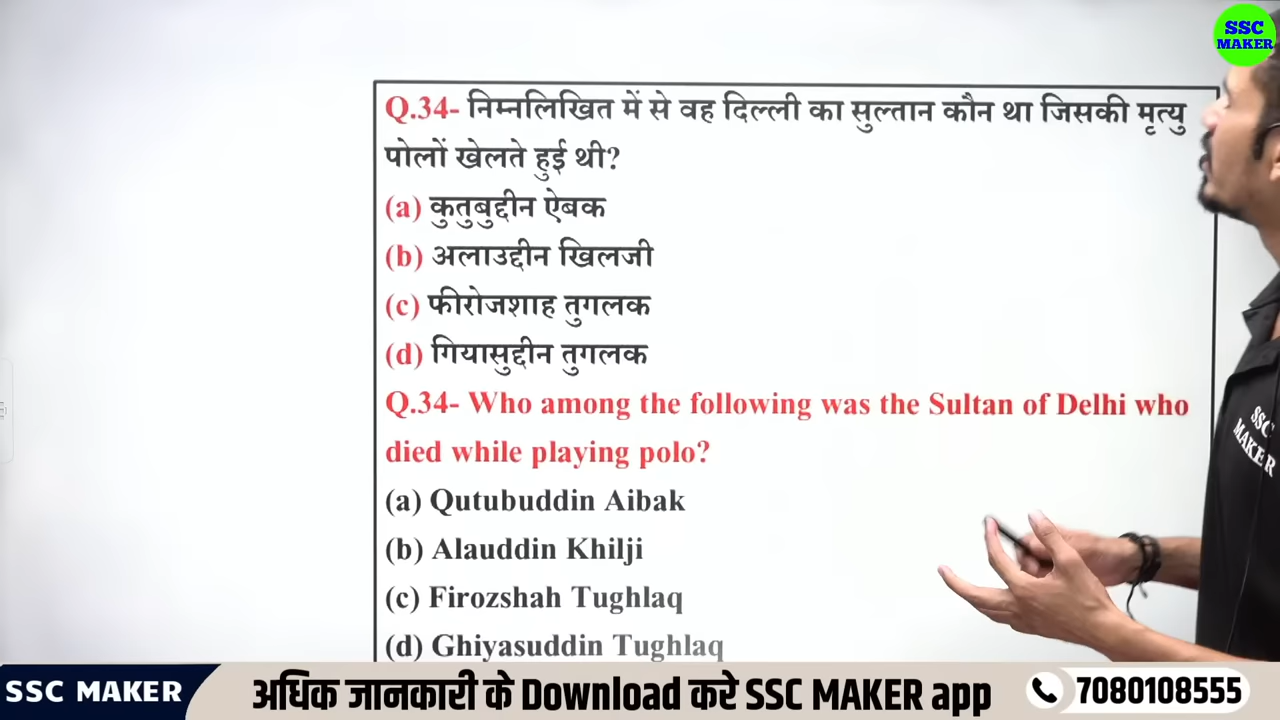 SSC
MAKER
Q.34- निम्नलिखित में से वह दिल्ली का सुल्तान कौन था जिसकी मृत्यु
पोलों खेलते हुई थी?
(a) कुतुबुद्दीन ऐबक
(b) अलाउद्दीन खिलजी
(c) फीरोजशाह तुगलक
(d) गियासुद्दीन तुगलक
Q.34- Who among the following was the Sultan of Delhi who
died while playing polo?
(a) Qutubuddin Aibak
(b) Alauddin Khilji
(c) Firozshah Tughlaq
(d) Ghiyasuddin Tughlaq
SSC
MAKER
SSC MAKER
अधिक जानकारी के Download करे SSC MAKER app
7080108555